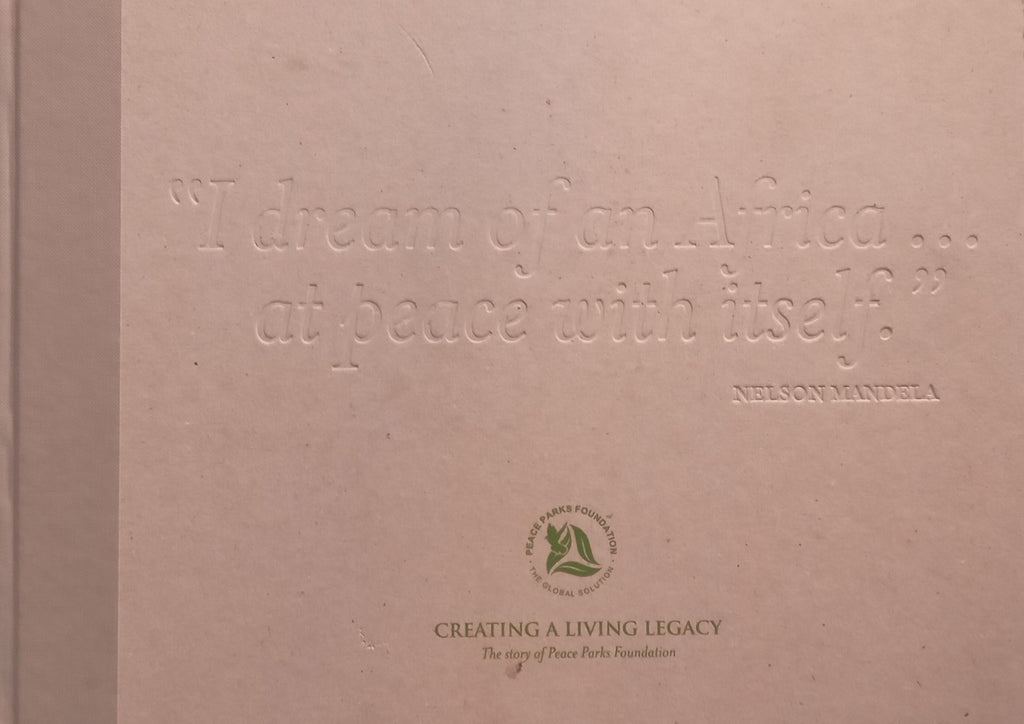 “I dream of an Africa ...
at peace with itself.”
NELSON MANDELA
PEACE PARKS FOUNDATION
· THE GLOBAL SOLUTION ·
CREATING A LIVING LEGACY
The story of Peace Parks Foundation